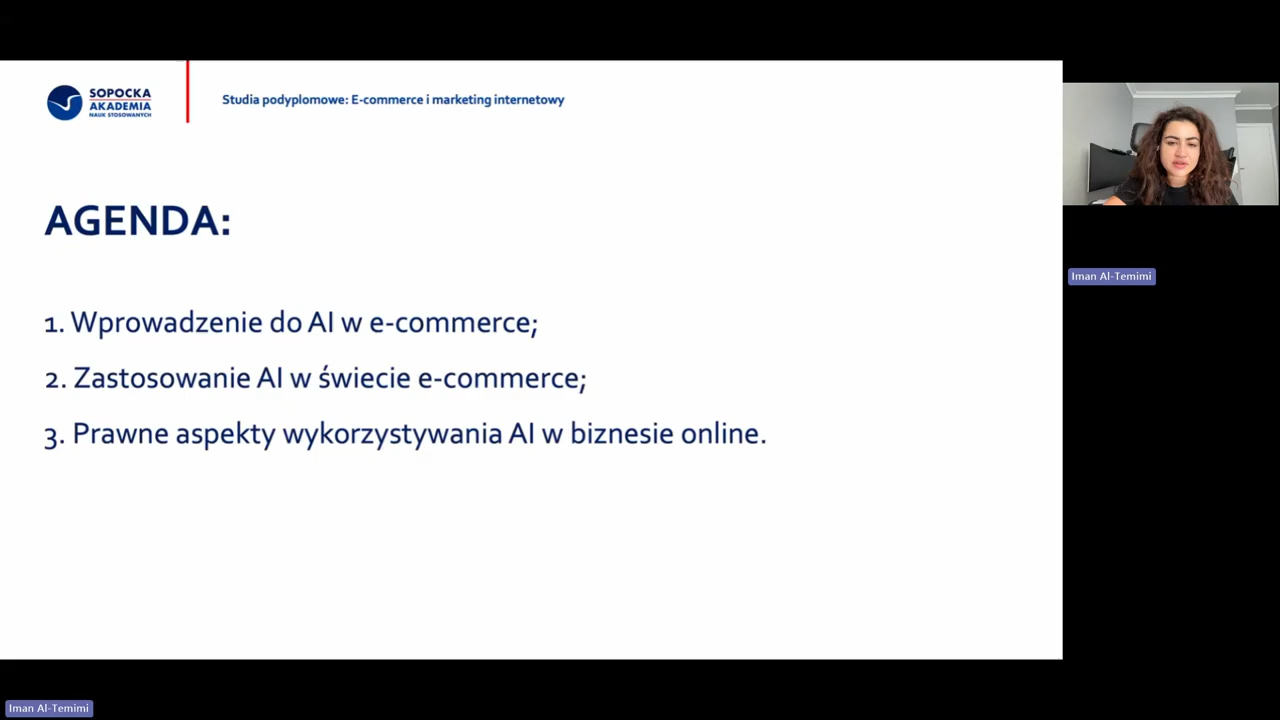 SOPOCKA
AKADEMIA
NAUK STOSOWANYCH
Studia podyplomowe: E-commerce i marketing internetowy
AGENDA:
1. Wprowadzenie do AI w e-commerce;
2. Zastosowanie AI w świecie e-commerce;
3. Prawne aspekty wykorzystywania AI w biznesie online.
Iman Al-Temimi
Iman Al-Temimi